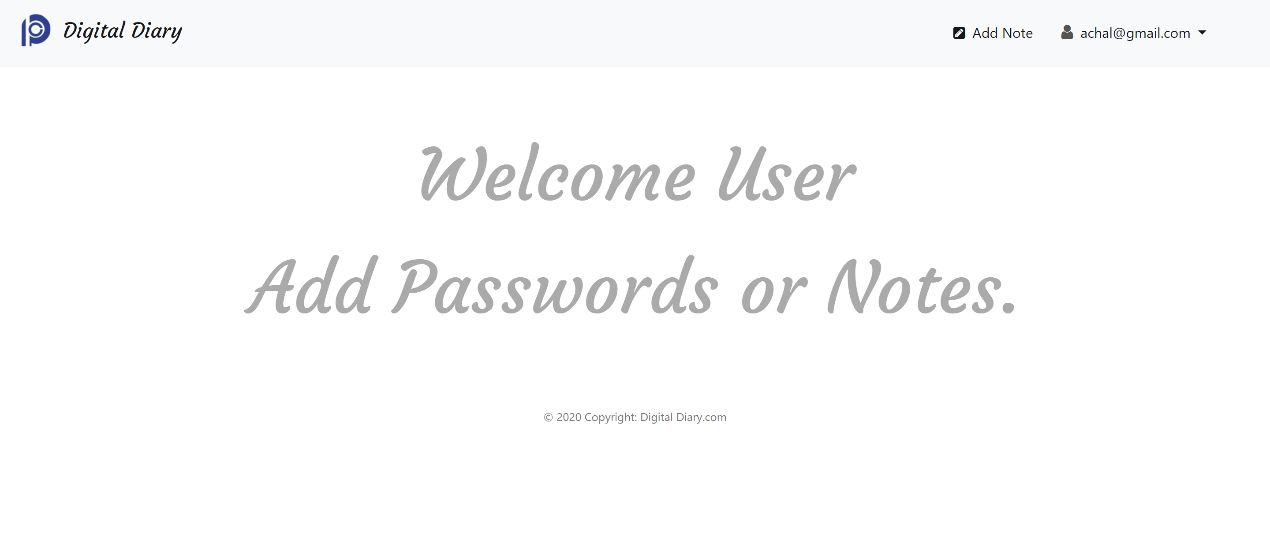 Digital Diary
Add Note
achal@gmail.com
Welcome User
Add Passwords or Notes.
© 2020 Copyright: Digital Diary.com